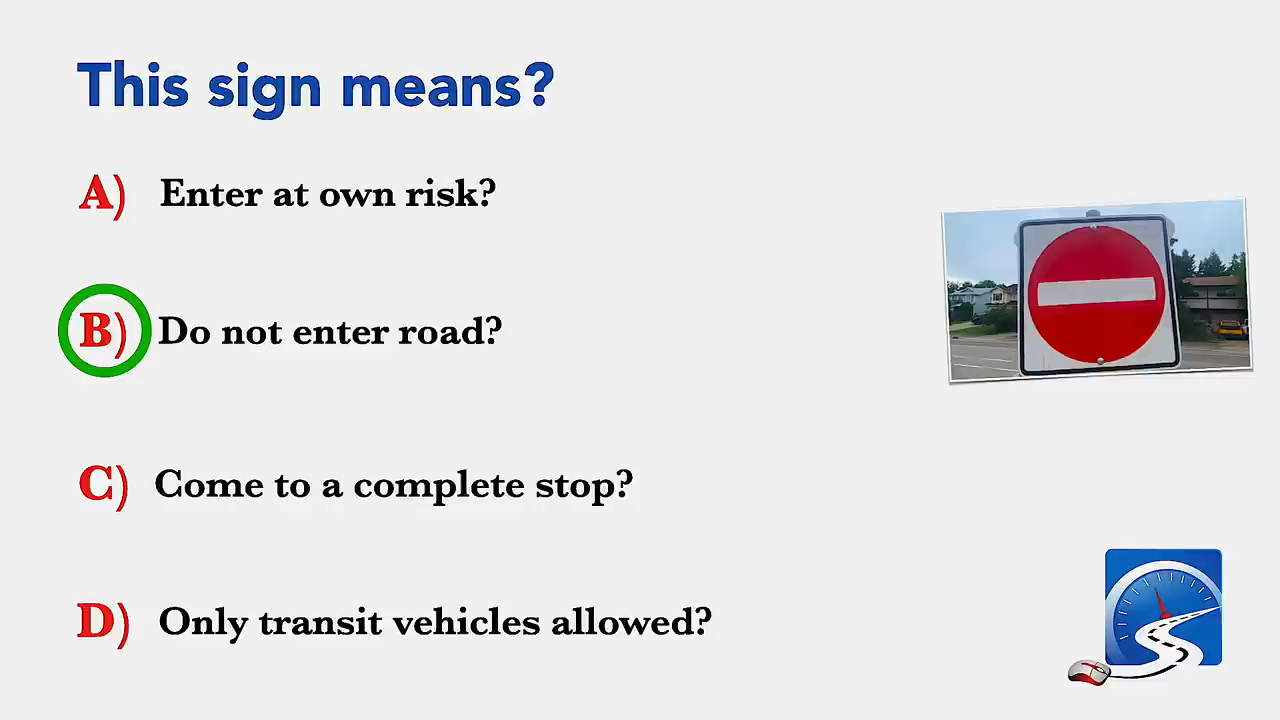 This sign means?
A) Enter at own risk?
B) Do not enter road?
C) Come to a complete stop?
D) Only transit vehicles allowed?